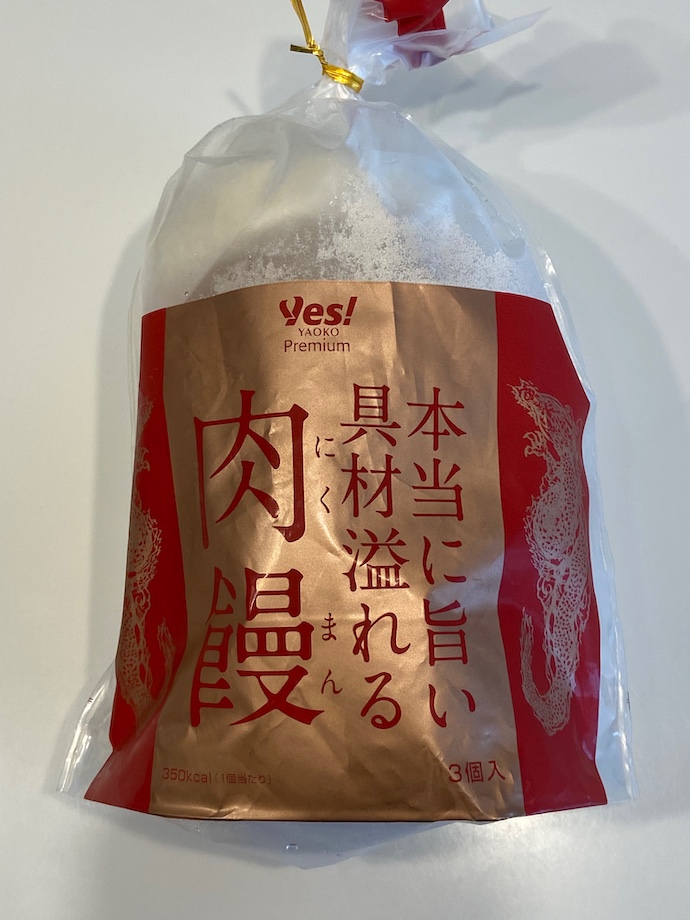 Yes!
YAOKO
Premium
本当に旨い
具材溢れる
肉饅
にくまん
350kcal(1個当たり)
3個入